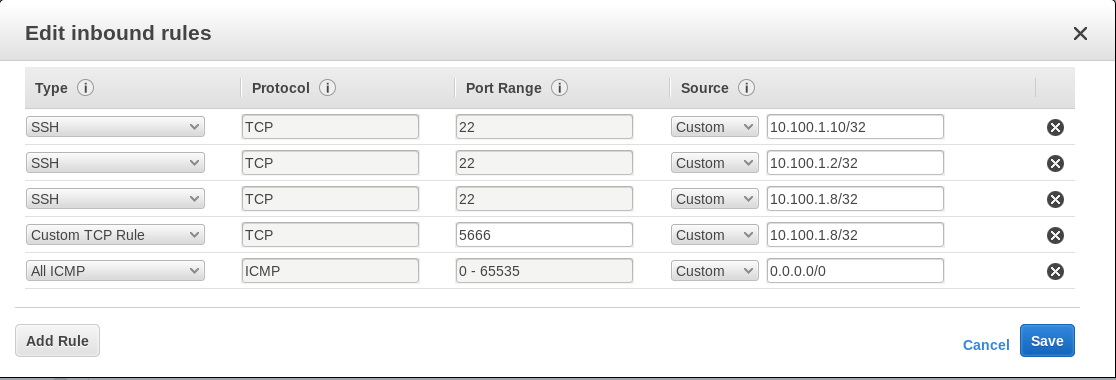 Edit inbound rules
Type i Protocol i Port Range i Source i
SSH TCP 22 Custom 10.100.1.10/32
SSH TCP 22 Custom 10.100.1.2/32
SSH TCP 22 Custom 10.100.1.8/32
Custom TCP Rule TCP 5666 Custom 10.100.1.8/32
All ICMP ICMP 0 - 65535 Custom 0.0.0.0/0
Add Rule Cancel Save